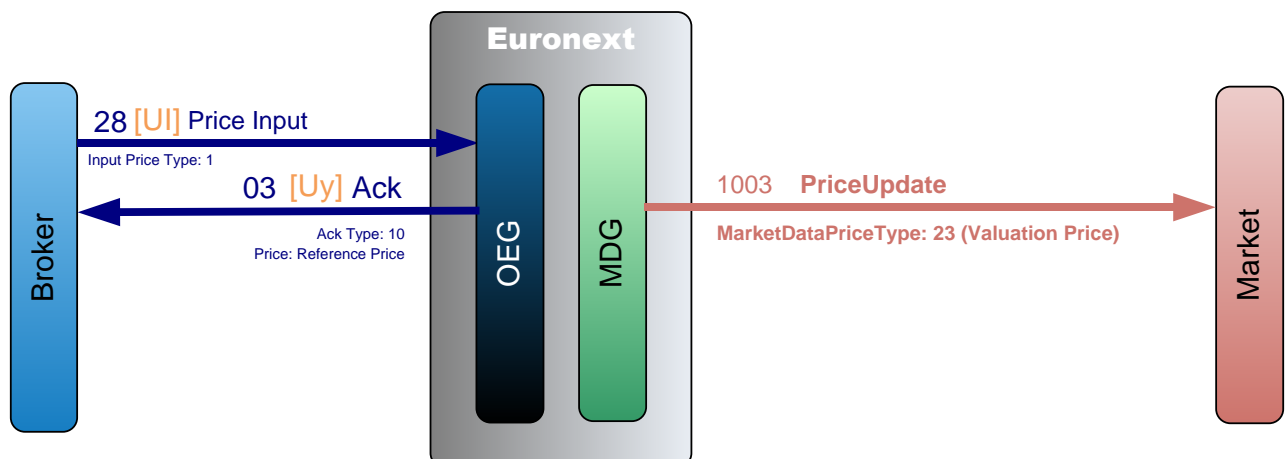 Euronext
28 [UI] Price Input
Input Price Type: 1
03 [Uy] Ack
Ack Type: 10
Price: Reference Price
1003 PriceUpdate
MarketDataPriceType: 23 (Valuation Price)
Broker
OEG
MDG
Market